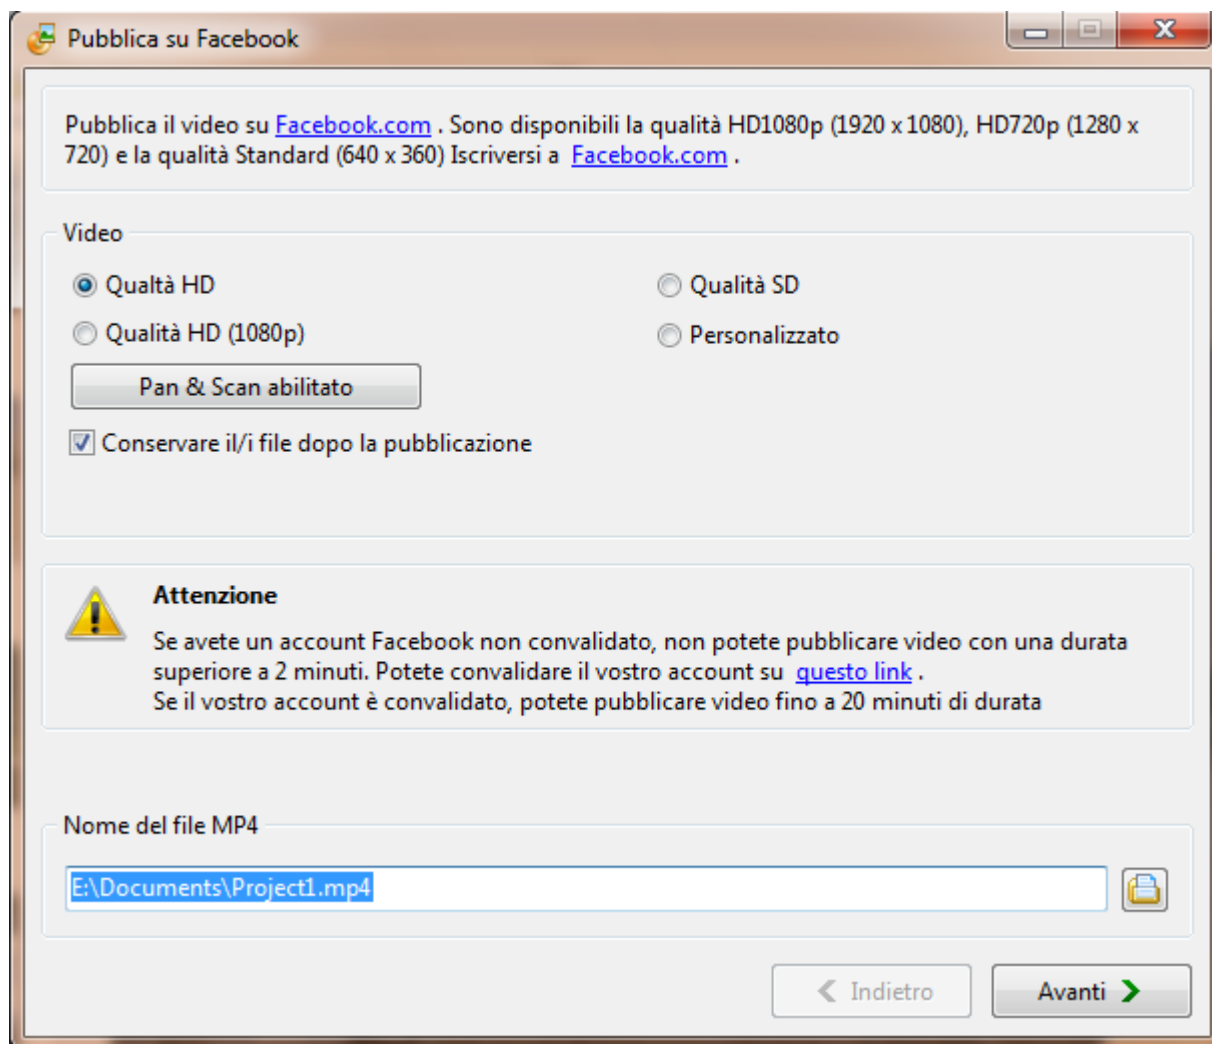 Pubblica su Facebook
Pubblica il video su Facebook.com . Sono disponibili la qualità HD1080p (1920 x 1080), HD720p (1280 x
720) e la qualità Standard (640 x 360) Iscriversi a Facebook.com .
Video
Qualtà HD
Qualità SD
Qualità HD (1080p)
Personalizzato
Pan & Scan abilitato
Conservare il/i file dopo la pubblicazione
Attenzione
Se avete un account Facebook non convalidato, non potete pubblicare video con una durata
superiore a 2 minuti. Potete convalidare il vostro account su questo link .
Se il vostro account è convalidato, potete pubblicare video fino a 20 minuti di durata
Nome del file MP4
E:\Documents\Project1.mp4
Indietro
Avanti